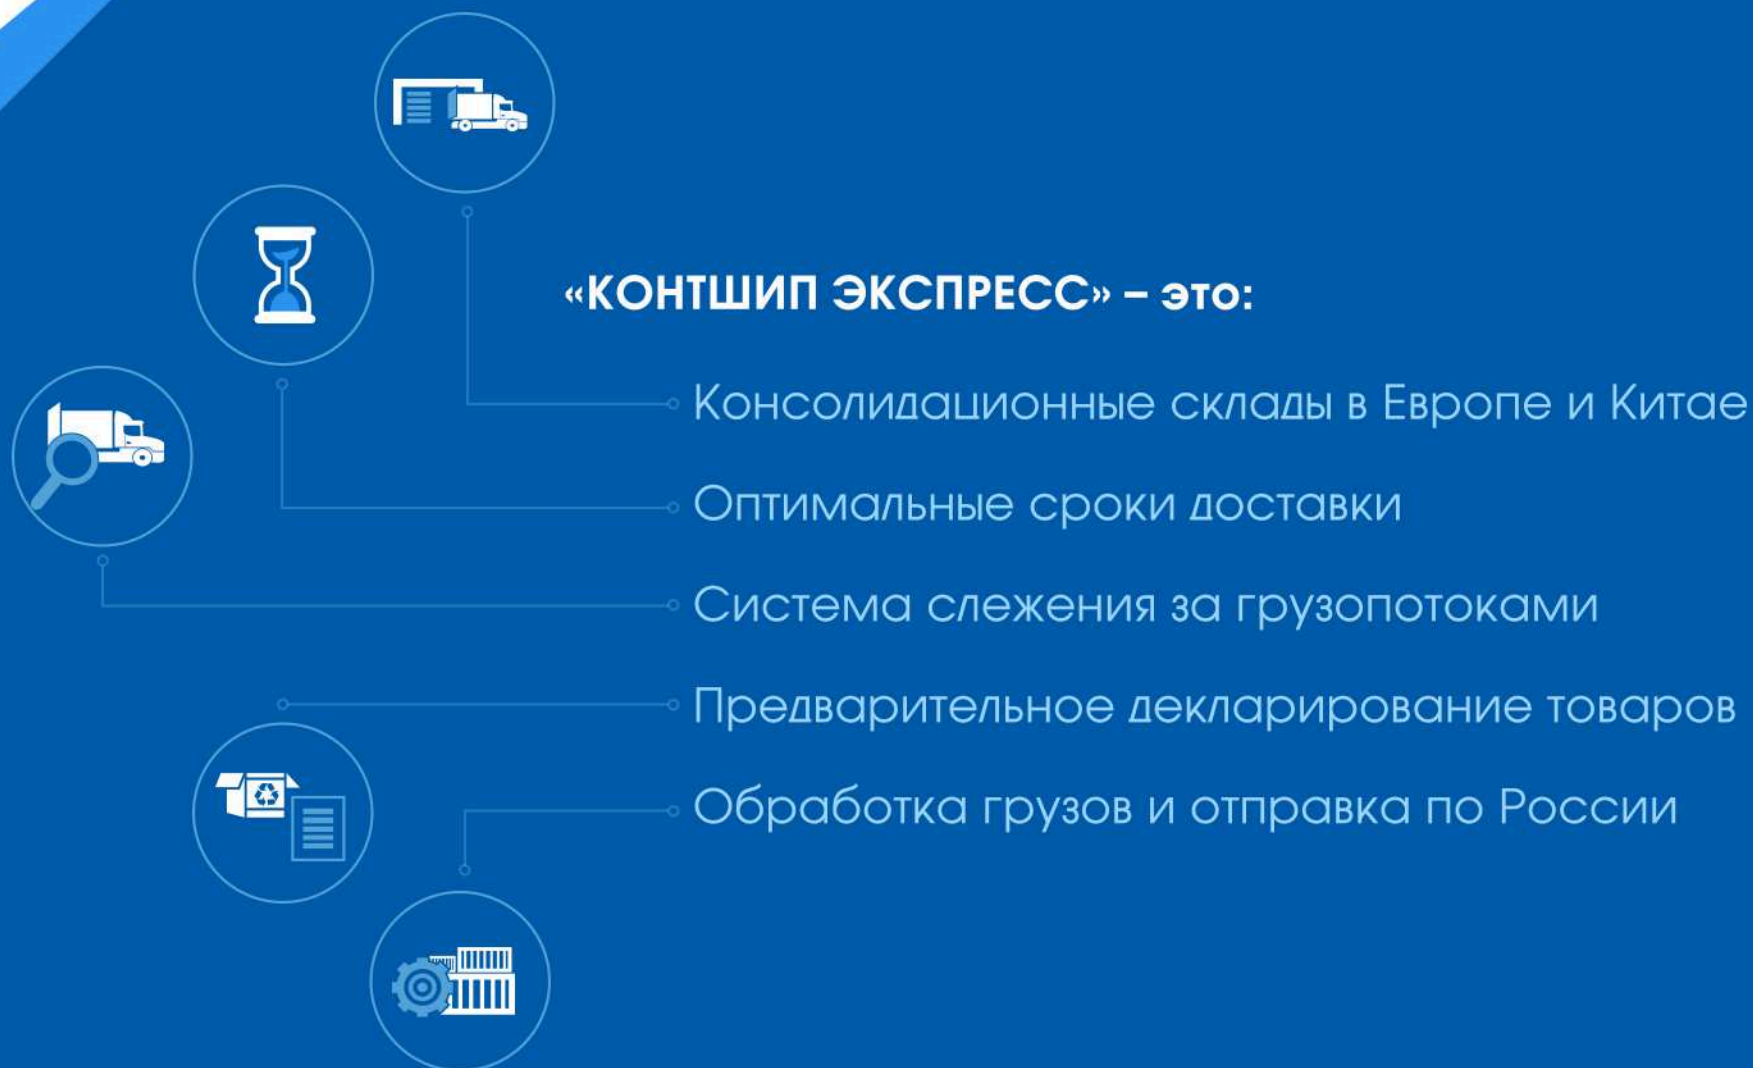 «КОНТШИП ЭКСПРЕСС» – это:
Консолидационные склады в Европе и Китае
Оптимальные сроки доставки
Система слежения за грузопотоками
Предварительное декларирование товаров
Обработка грузов и отправка по России